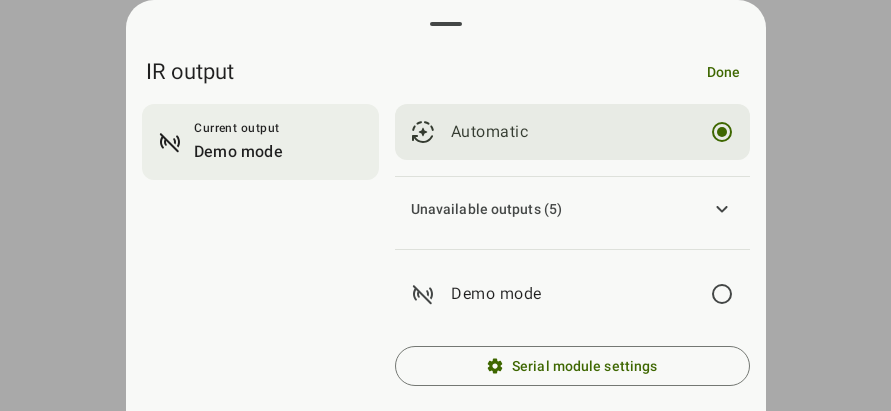 IR output
Done
Current output
Demo mode
Automatic
Unavailable outputs (5)
Demo mode
Serial module settings